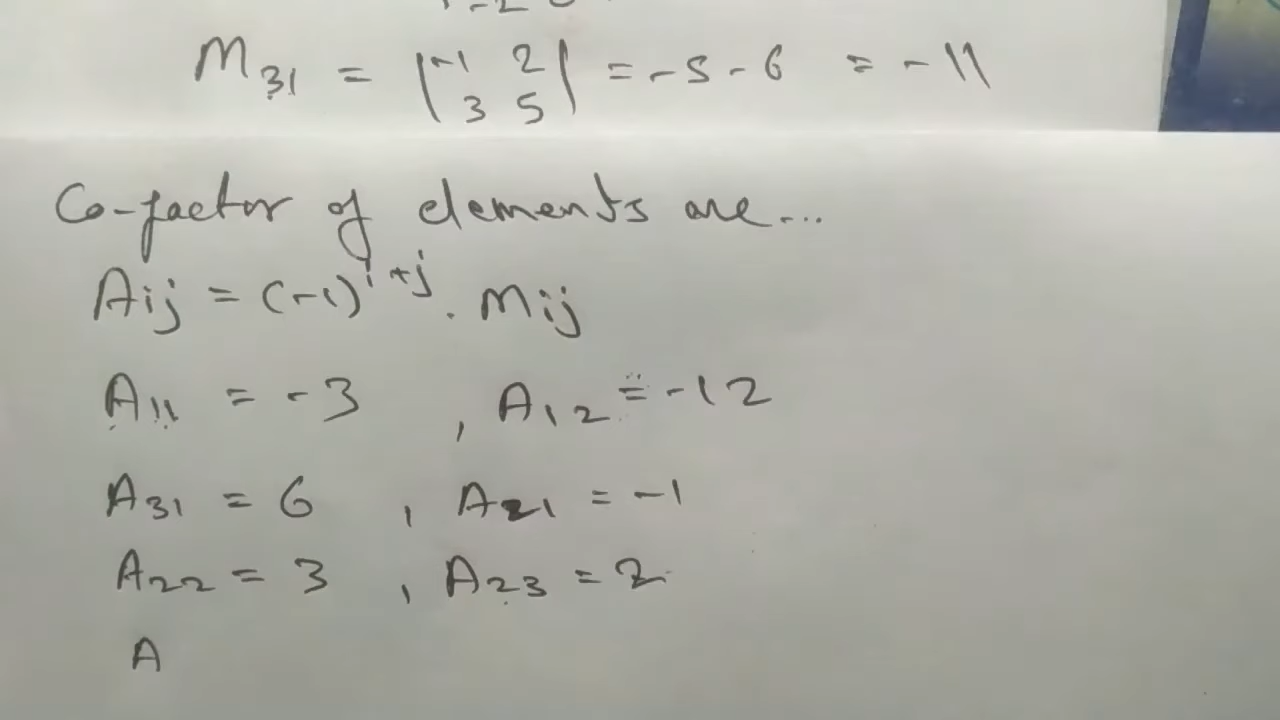 M31 = |-1 2| = -5 - 6 = -11
3 5
Co-factor of elements are...
Aij = (-1)^i+j . Mij
A11 = -3 , A12 = -12
A31 = 6 , A21 = -1
A22 = 3 , A23 = 2
A